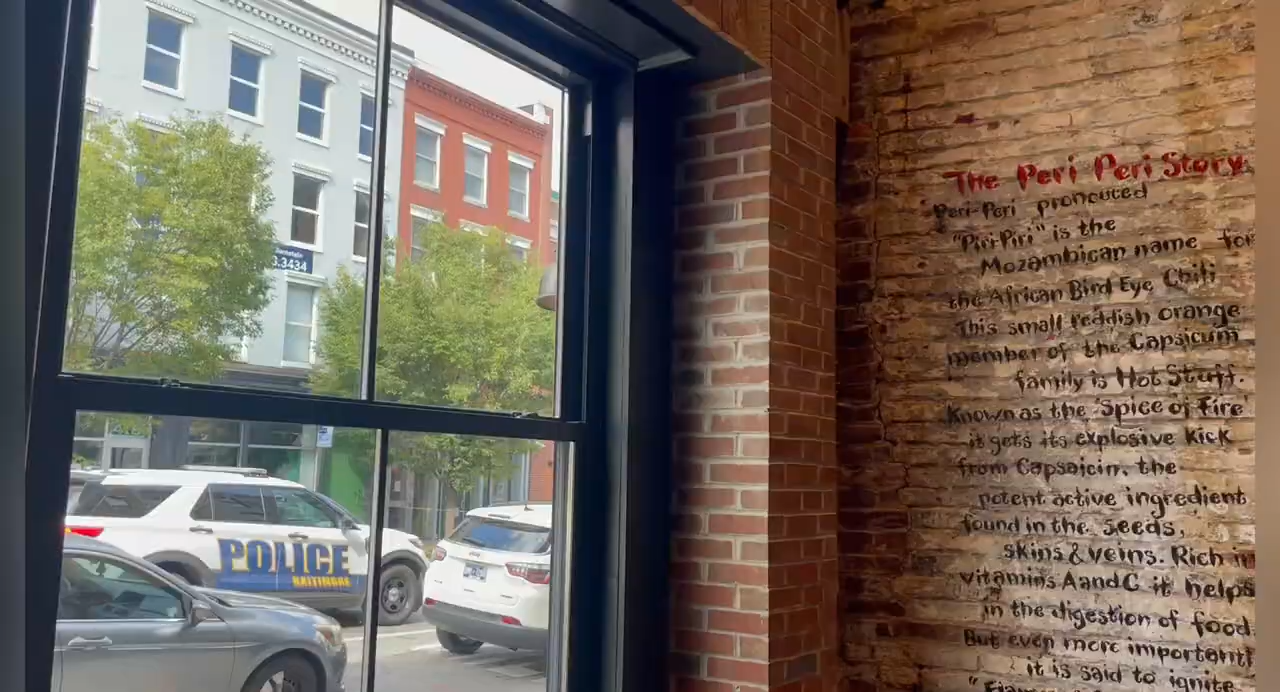 3.3434
POLICE
BALTIMORE
The Peri Peri Story
Peri-Peri pronouced
"Piri-Piri" is the
Mozambican name for
the African Bird Eye Chili
This small reddish orange
member of the Capsicum
family is Hot Stuff.
Known as the 'Spice of Fire'
it gets its explosive kick
from Capsaicin, the
potent active ingredient
found in the seeds,
skins & veins. Rich in
vitamins A and C it helps
in the digestion of food.
But even more important
it is said to ignite